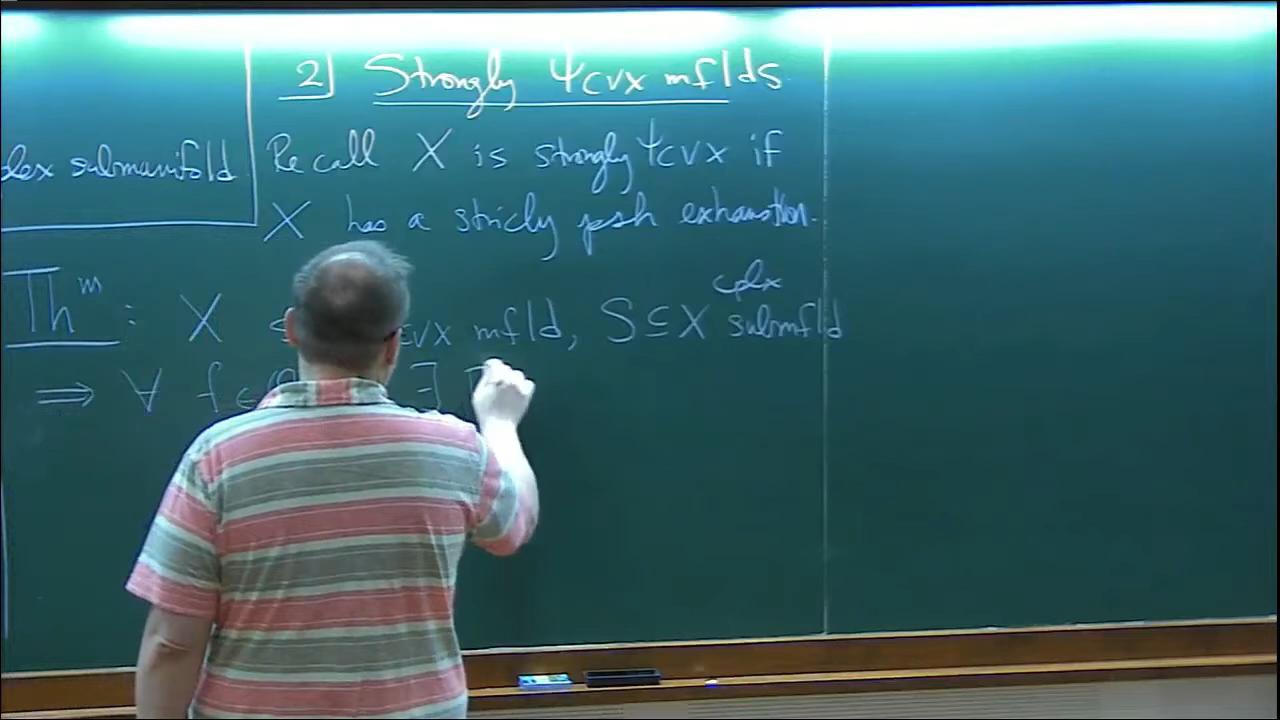 2] Strongly Ψcvx mflds
plex submanifold
Recall X is strongly Ψcvx if
X has a stricly psh exhaustion.
Thᵐ: X cvx mfld, S ⊆ X cplx submfld
⇒ ∀ f ∈ ∃